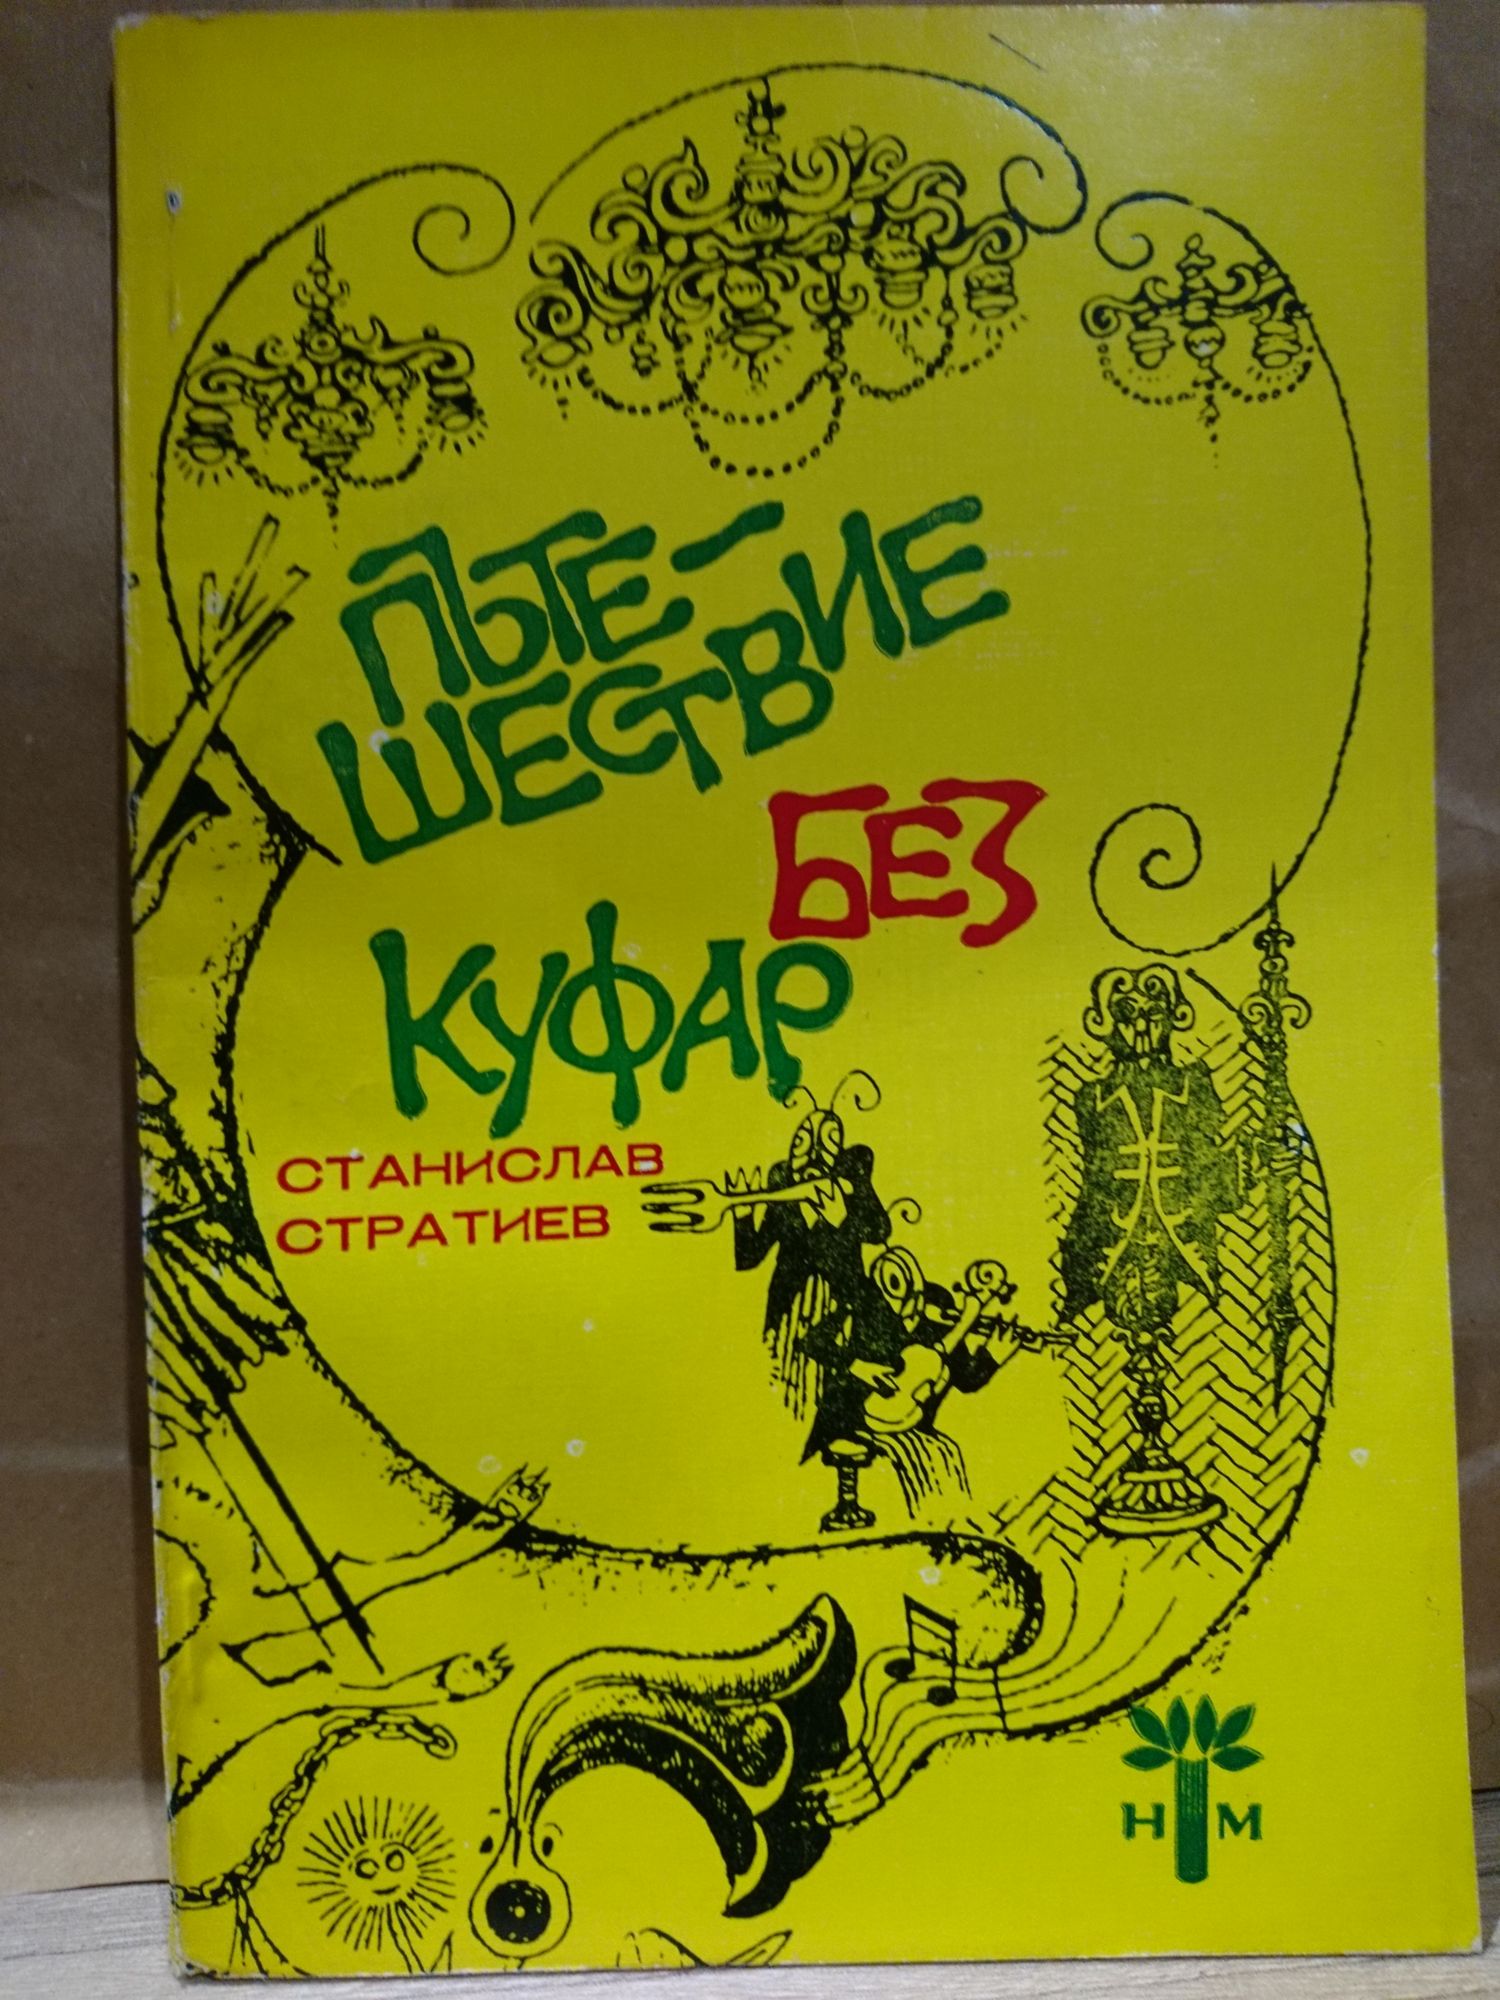 ПЪТЕ-
ШЕСТВИЕ
БЕЗ
КУФАР
СТАНИСЛАВ
СТРАТИЕВ
НМ